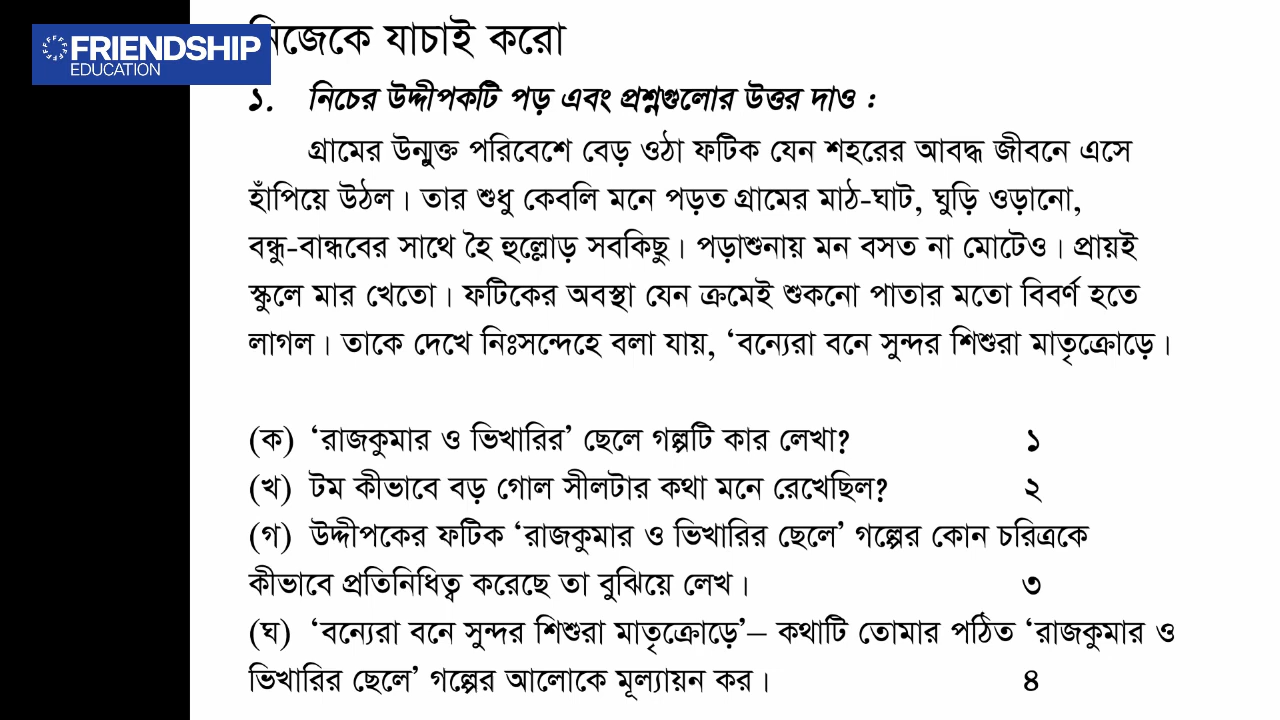 নিজেকে যাচাই করো
FRIENDSHIP
EDUCATION
১. নিচের উদ্দীপকটি পড় এবং প্রশ্নগুলোর উত্তর দাও :
গ্রামের উন্মুক্ত পরিবেশে বেড় ওঠা ফটিক যেন শহরের আবদ্ধ জীবনে এসে
হাঁপিয়ে উঠল। তার শুধু কেবলি মনে পড়ত গ্রামের মাঠ-ঘাট, ঘুড়ি ওড়ানো,
বন্ধু-বান্ধবের সাথে হৈ হুল্লোড় সবকিছু। পড়াশুনায় মন বসত না মোটেও। প্রায়ই
স্কুলে মার খেতো। ফটিকের অবস্থা যেন ক্রমেই শুকনো পাতার মতো বিবর্ণ হতে
লাগল। তাকে দেখে নিঃসন্দেহে বলা যায়, ‘বন্যেরা বনে সুন্দর শিশুরা মাতৃক্রোড়ে।
(ক) ‘রাজকুমার ও ভিখারির’ ছেলে গল্পটি কার লেখা? ১
(খ) টম কীভাবে বড় গোল সীলটার কথা মনে রেখেছিল? ২
(গ) উদ্দীপকের ফটিক ‘রাজকুমার ও ভিখারির ছেলে’ গল্পের কোন চরিত্রকে
কীভাবে প্রতিনিধিত্ব করেছে তা বুঝিয়ে লেখ। ৩
(ঘ) ‘বন্যেরা বনে সুন্দর শিশুরা মাতৃক্রোড়ে’– কথাটি তোমার পঠিত ‘রাজকুমার ও
ভিখারির ছেলে’ গল্পের আলোকে মূল্যায়ন কর। ৪